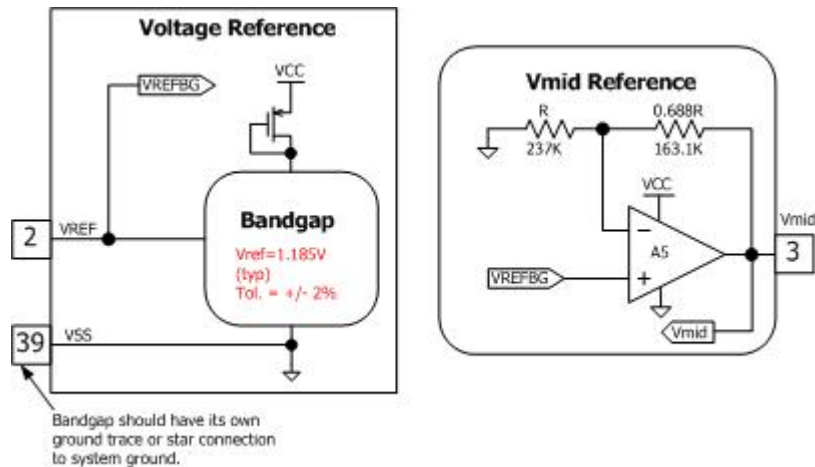 Voltage Reference
VREFBG
VCC
2
VREF
Bandgap
Vref=1.185V
(typ)
Tol. = +/- 2%
39
VSS
Bandgap should have its own
ground trace or star connection
to system ground.
Vmid Reference
R
0.688R
237K
163.1K
VCC
A5
VREFBG
Vmid
3
Vmid
−
+